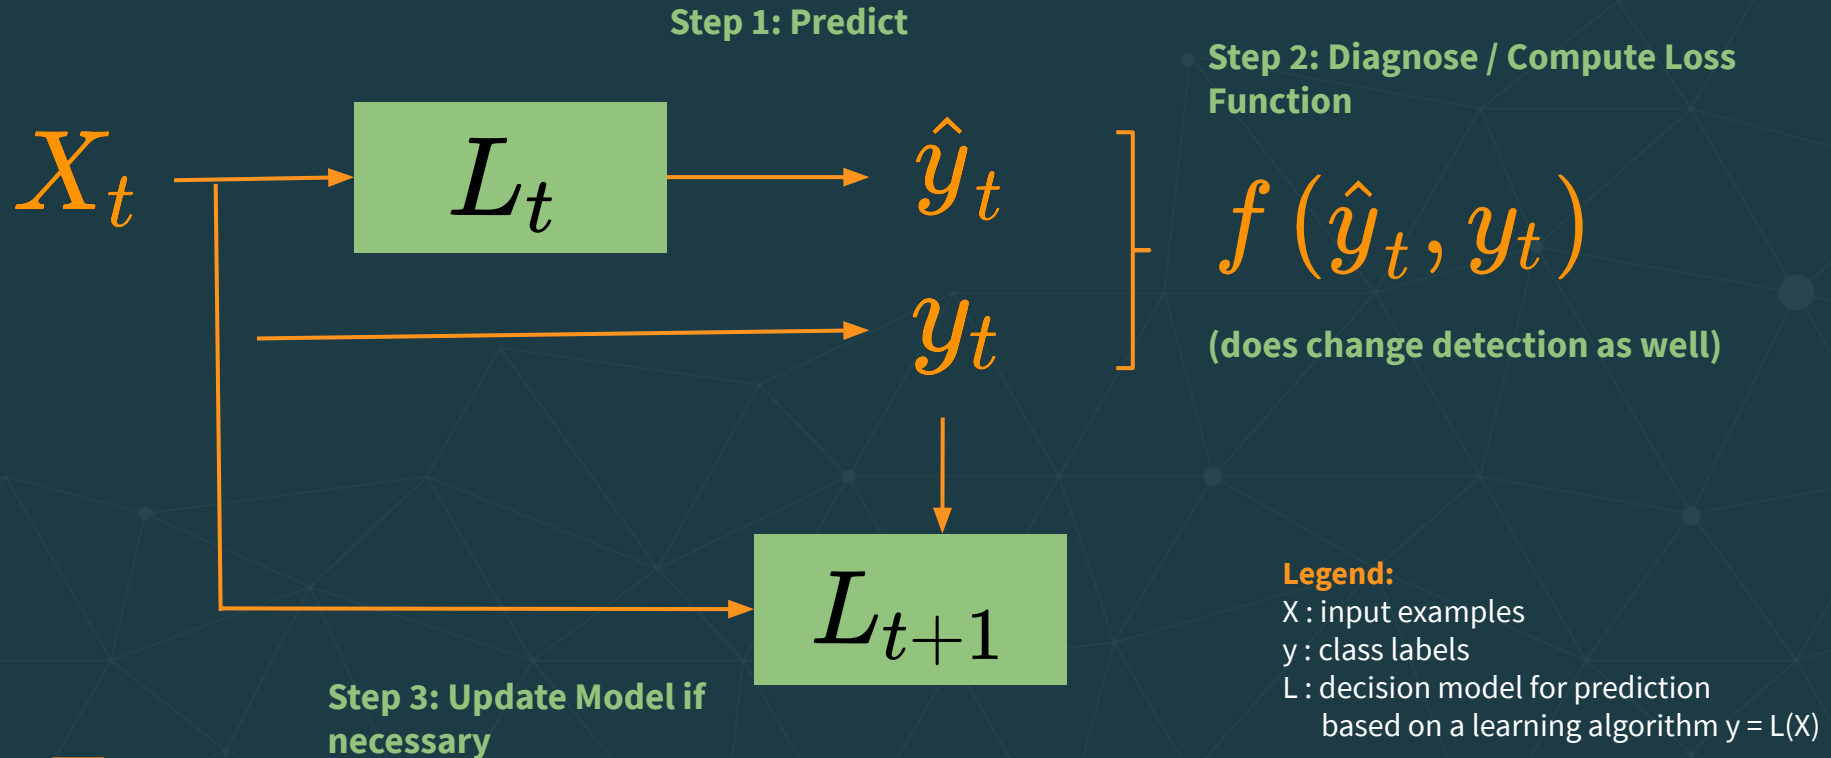 Step 1: Predict
Step 2: Diagnose / Compute Loss
Function
X_t
L_t
ŷ_t
f(ŷ_t, y_t)
y_t
(does change detection as well)
L_{t+1}
Step 3: Update Model if
necessary
Legend:
X : input examples
y : class labels
L : decision model for prediction
based on a learning algorithm y = L(X)